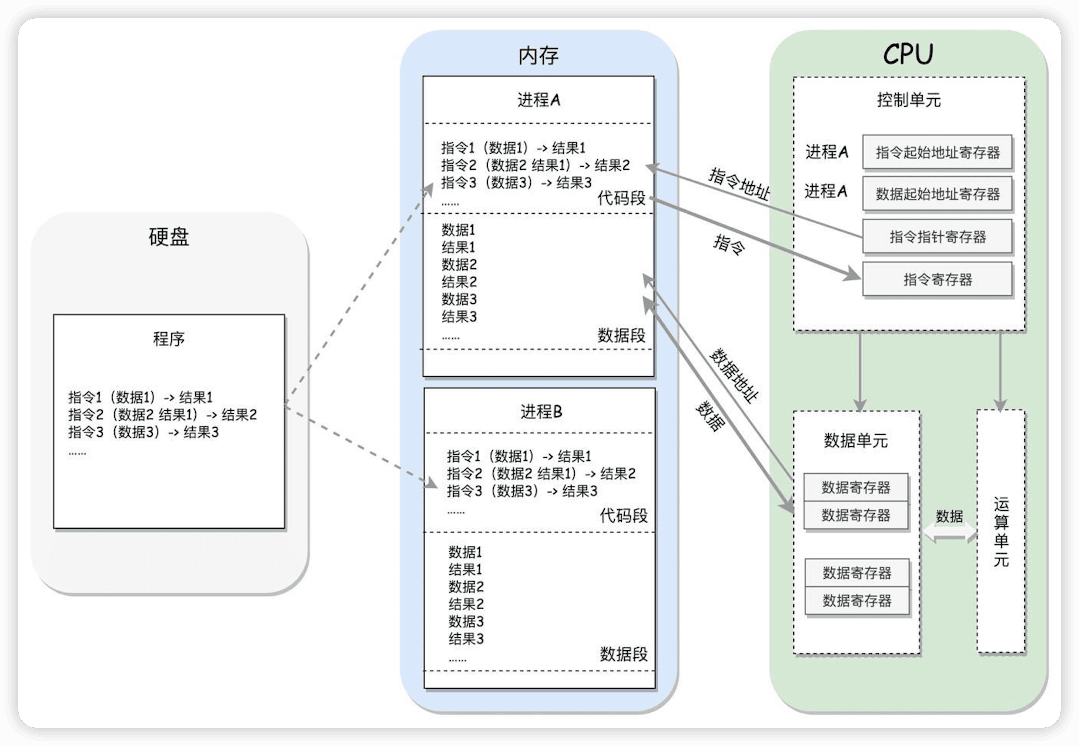 硬盘
程序
指令1（数据1）-> 结果1
指令2（数据2 结果1）-> 结果2
指令3（数据3）-> 结果3
……
内存
进程A
指令1（数据1）-> 结果1
指令2（数据2 结果1）-> 结果2
指令3（数据3）-> 结果3
……
代码段
数据1
结果1
数据2
结果2
数据3
结果3
……
数据段
进程B
指令1（数据1）-> 结果1
指令2（数据2 结果1）-> 结果2
指令3（数据3）-> 结果3
……
代码段
数据1
结果1
数据2
结果2
数据3
结果3
……
数据段
指令地址
指令
数据地址
数据
CPU
控制单元
进程A
指令起始地址寄存器
进程A
数据起始地址寄存器
指令指针寄存器
指令寄存器
数据单元
数据寄存器
数据寄存器
数据寄存器
数据寄存器
数据
运算单元